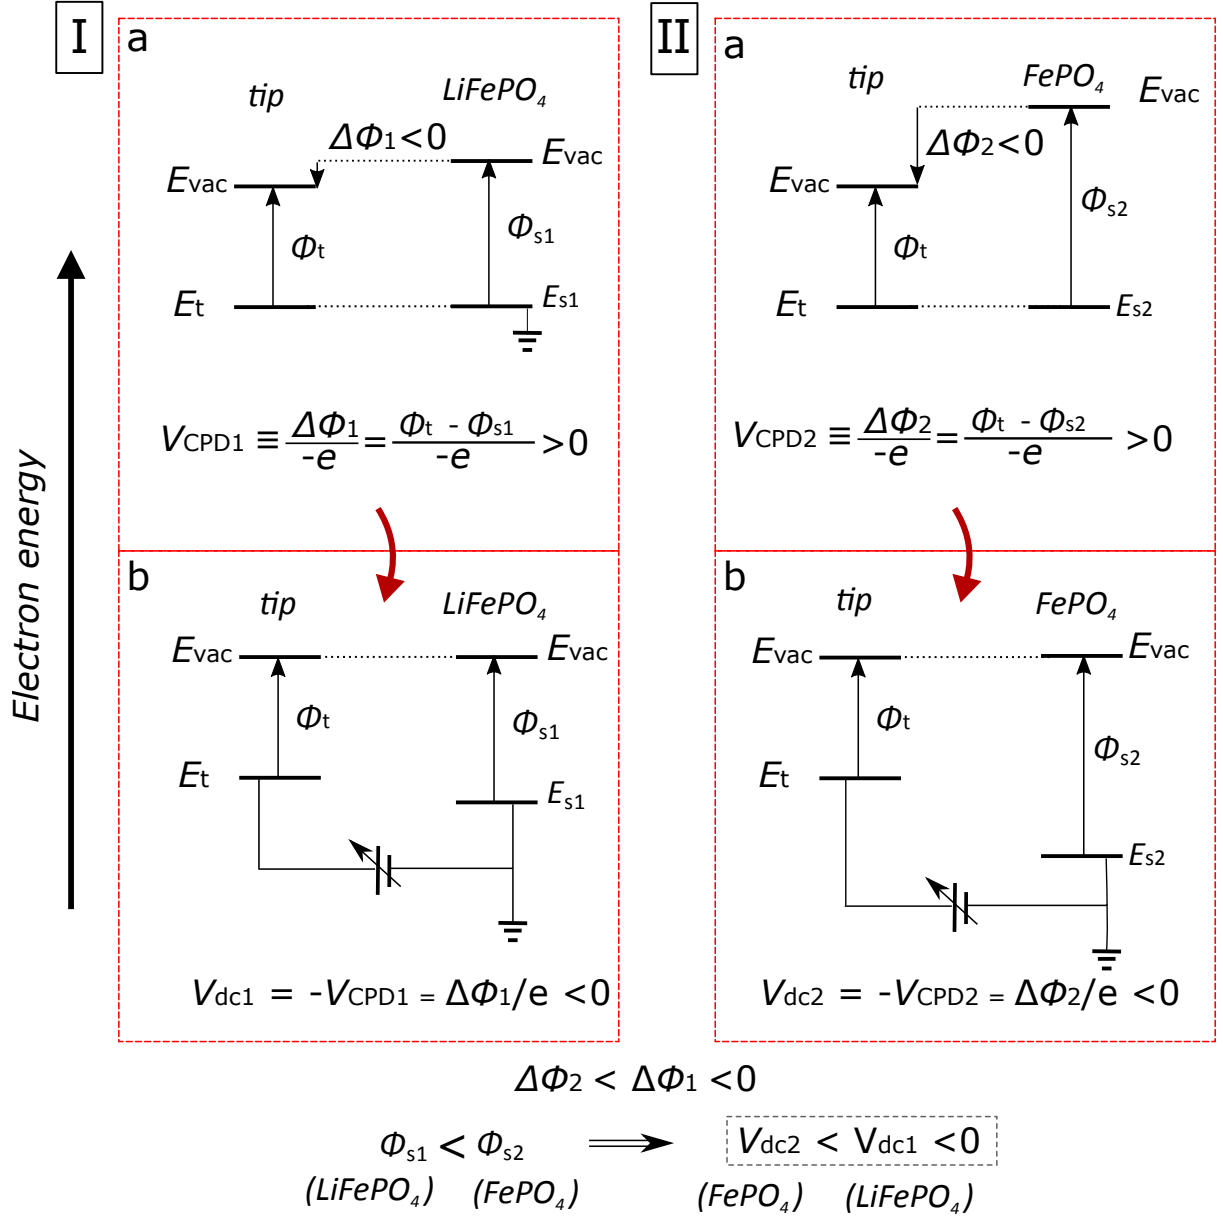 I
a
tip
LiFePO₄
ΔΦ1<0
Evac
Evac
Φt
Φs1
Et
Es1
VCPD1 ≡ ΔΦ1/-e = Φt - Φs1/-e >0
b
tip
LiFePO₄
Evac
Evac
Φt
Φs1
Et
Es1
Vdc1 = -VCPD1 = ΔΦ1/e <0
II
a
tip
FePO₄
Evac
ΔΦ2<0
Evac
Φs2
Φt
Et
Es2
VCPD2 ≡ ΔΦ2/-e = Φt - Φs2/-e >0
b
tip
FePO₄
Evac
Evac
Φt
Φs2
Et
Es2
Vdc2 = -VCPD2 = ΔΦ2/e <0
Electron energy
ΔΦ2 < ΔΦ1 <0
Φs1 < Φs2 ⟹ Vdc2 < Vdc1 <0
(LiFePO₄) (FePO₄) (FePO₄) (LiFePO₄)